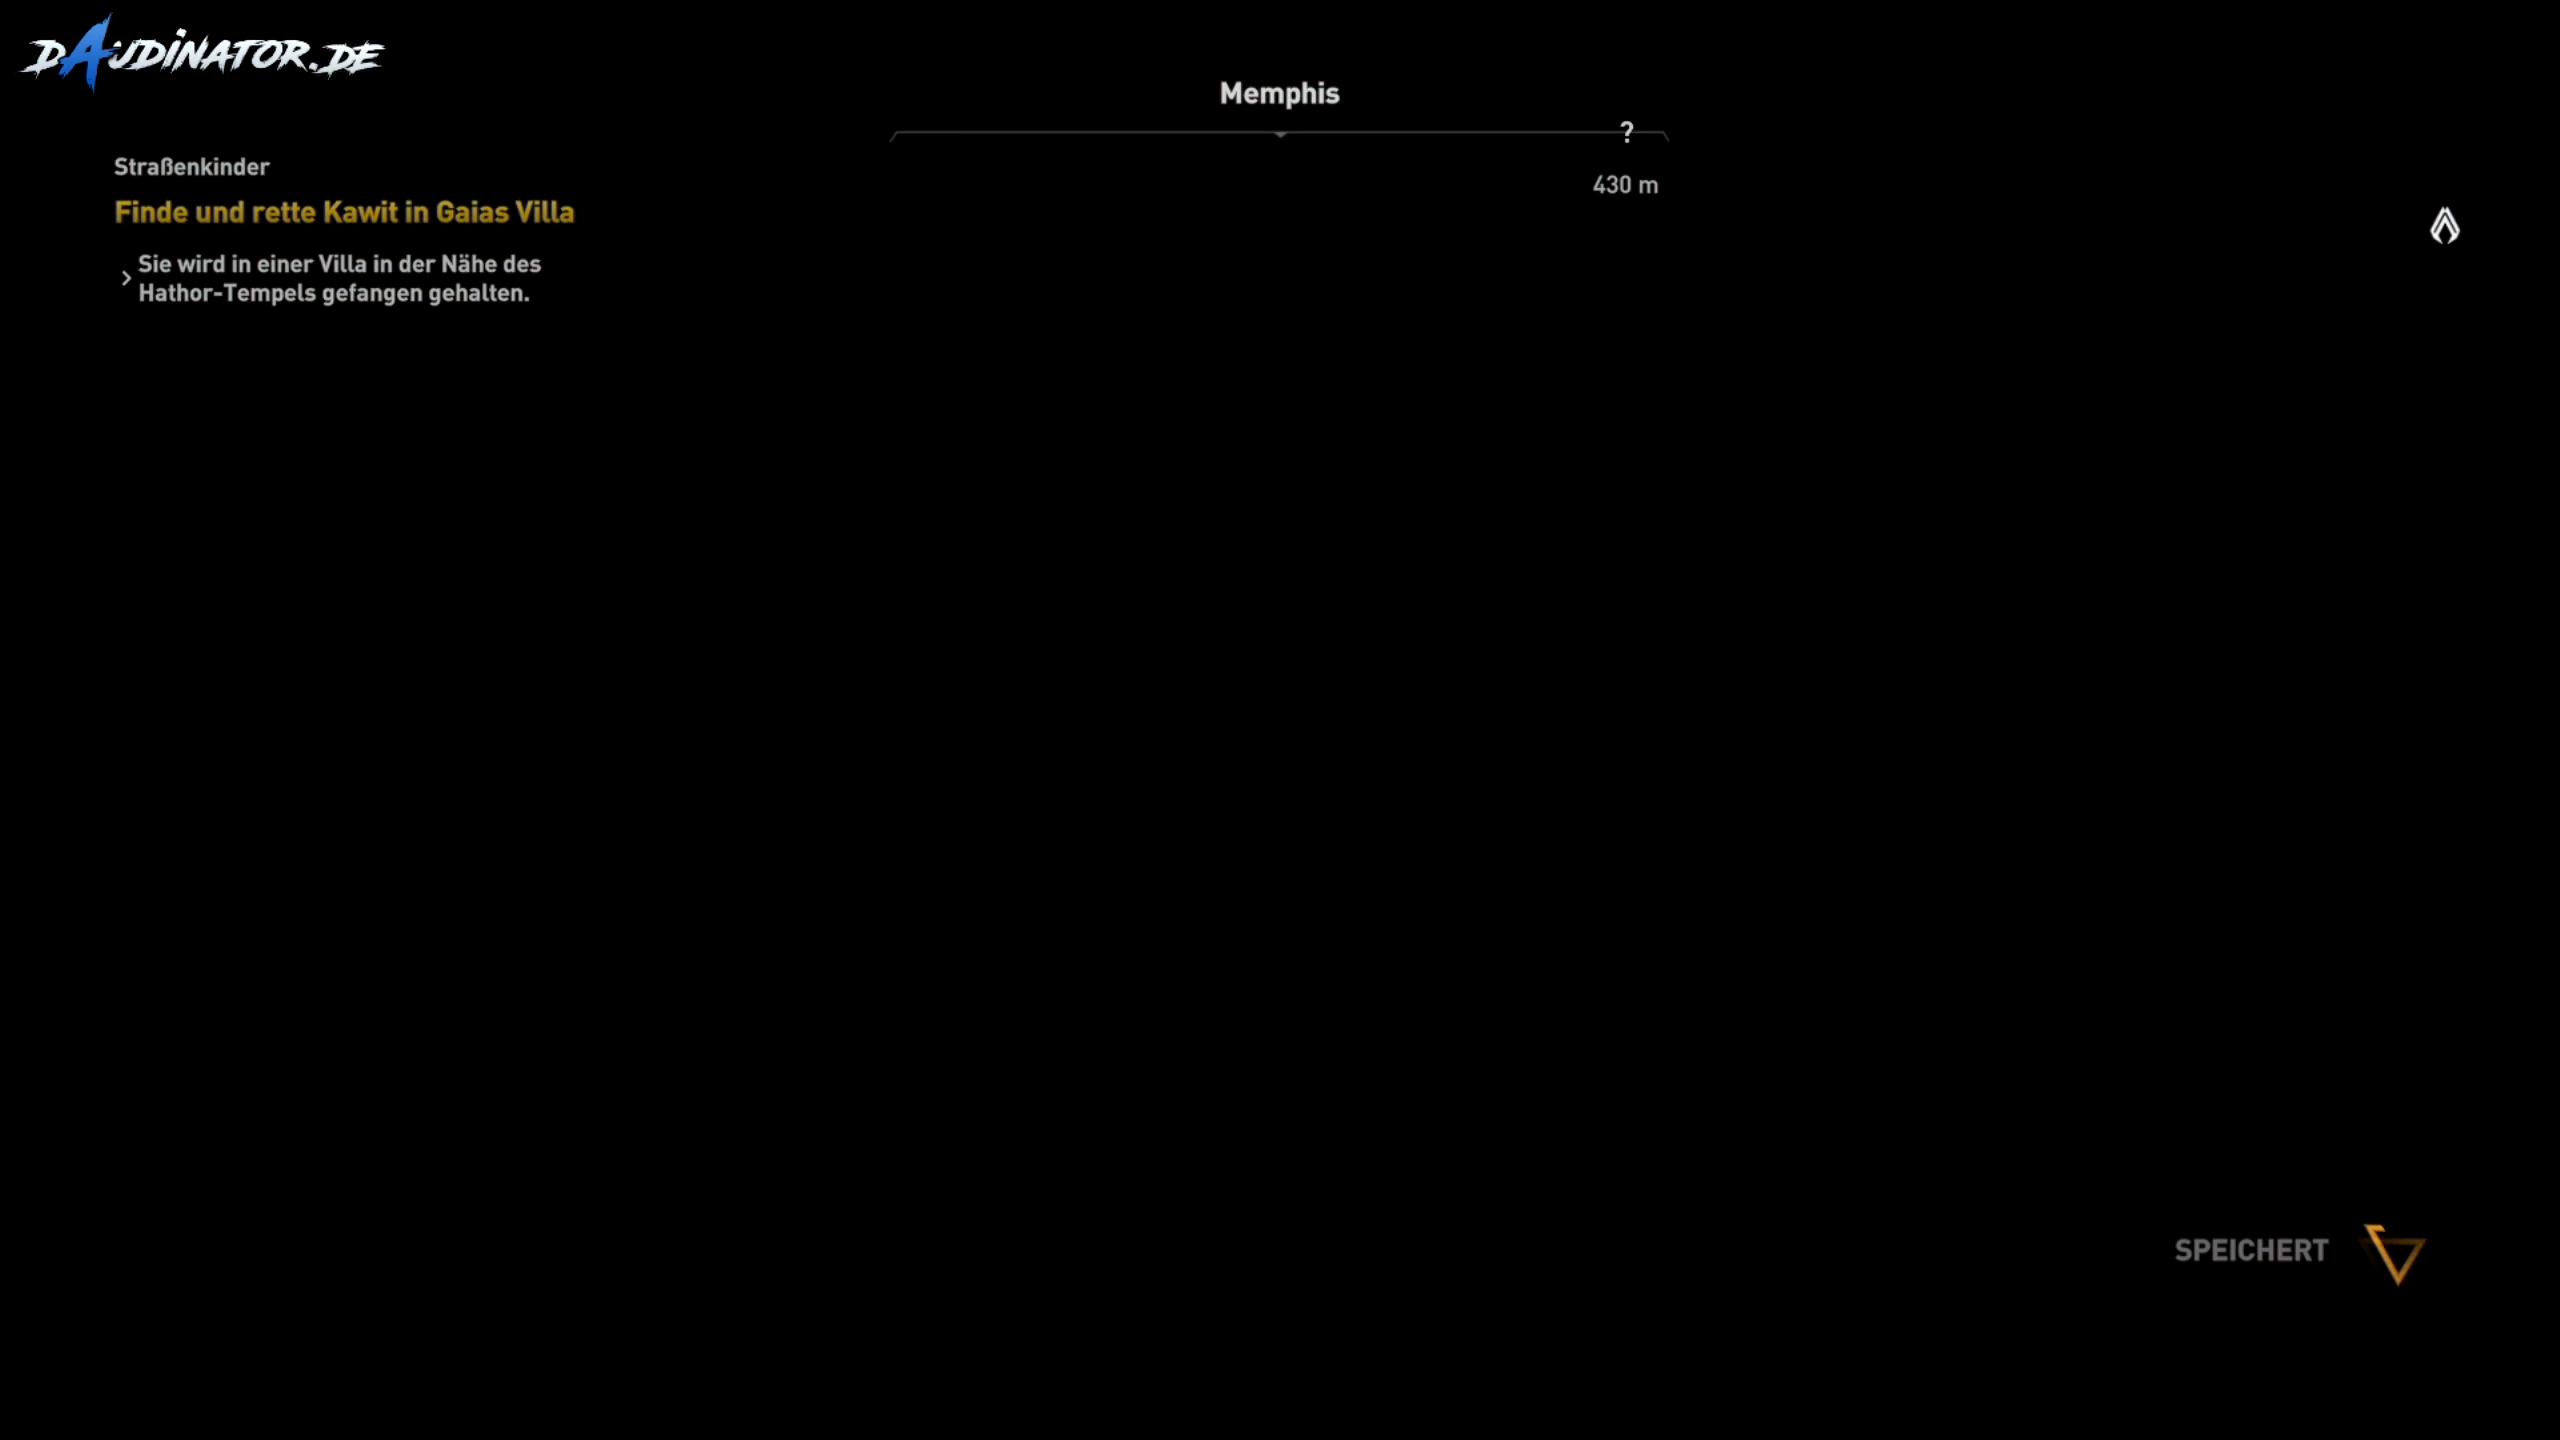 DAUDINATOR.DE
Memphis
?
430 m
Straßenkinder
Finde und rette Kawit in Gaias Villa
Sie wird in einer Villa in der Nähe des
Hathor-Tempels gefangen gehalten.
SPEICHERT